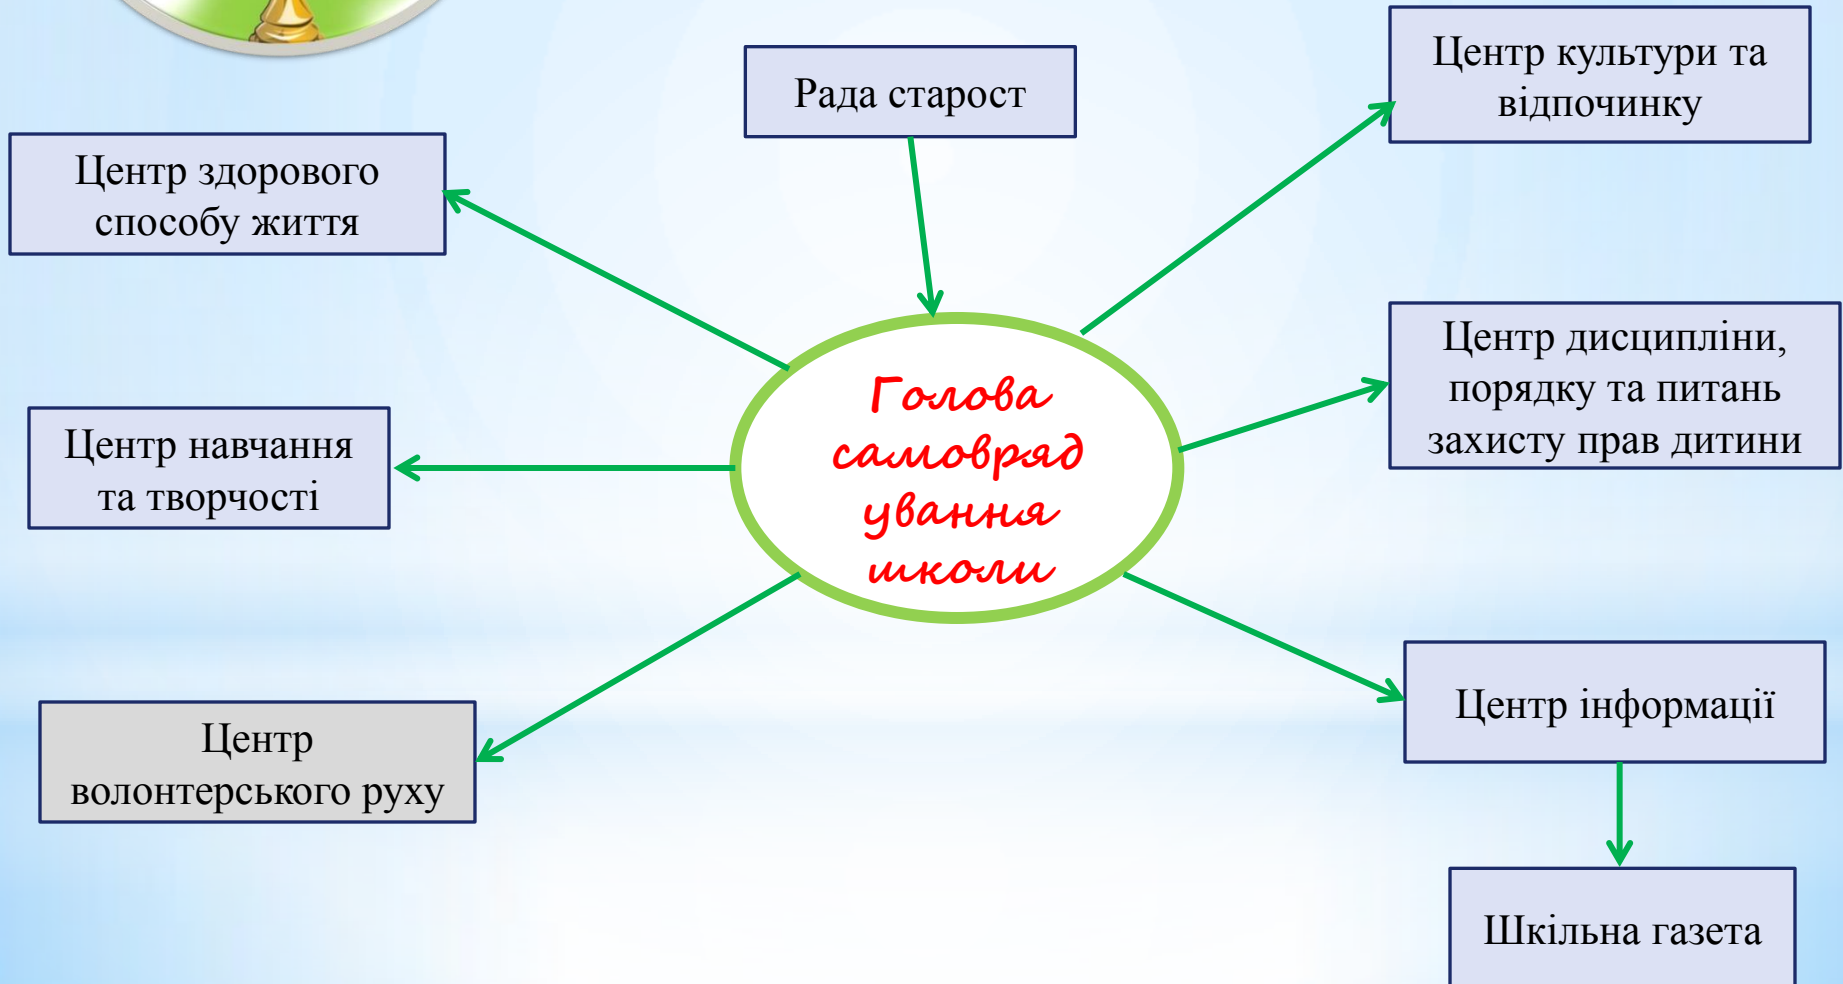 Центр культури та
відпочинку
Рада старост
Центр здорового
способу життя
Центр дисципліни,
порядку та питань
захисту прав дитини
Голова
самовряд
ування
школи
Центр навчання
та творчості
Центр інформації
Центр
волонтерського руху
Шкільна газета